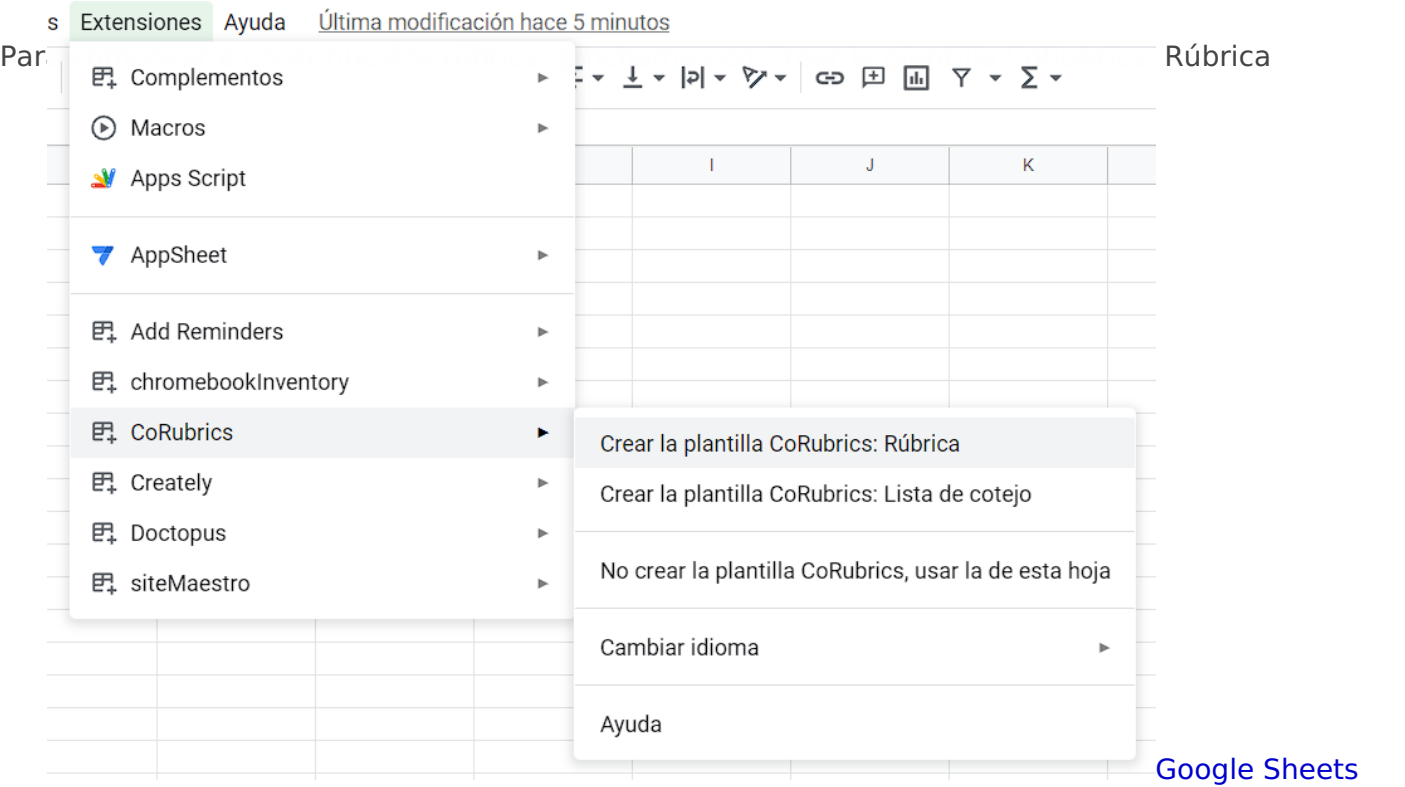 s Extensiones Ayuda Última modificación hace 5 minutos
Rúbrica
Complementos
Macros
Apps Script
I J K
AppSheet
Add Reminders
chromebookInventory
CoRubrics
Crear la plantilla CoRubrics: Rúbrica
Creately
Crear la plantilla CoRubrics: Lista de cotejo
Doctopus
No crear la plantilla CoRubrics, usar la de esta hoja
siteMaestro
Cambiar idioma
Ayuda
Google Sheets